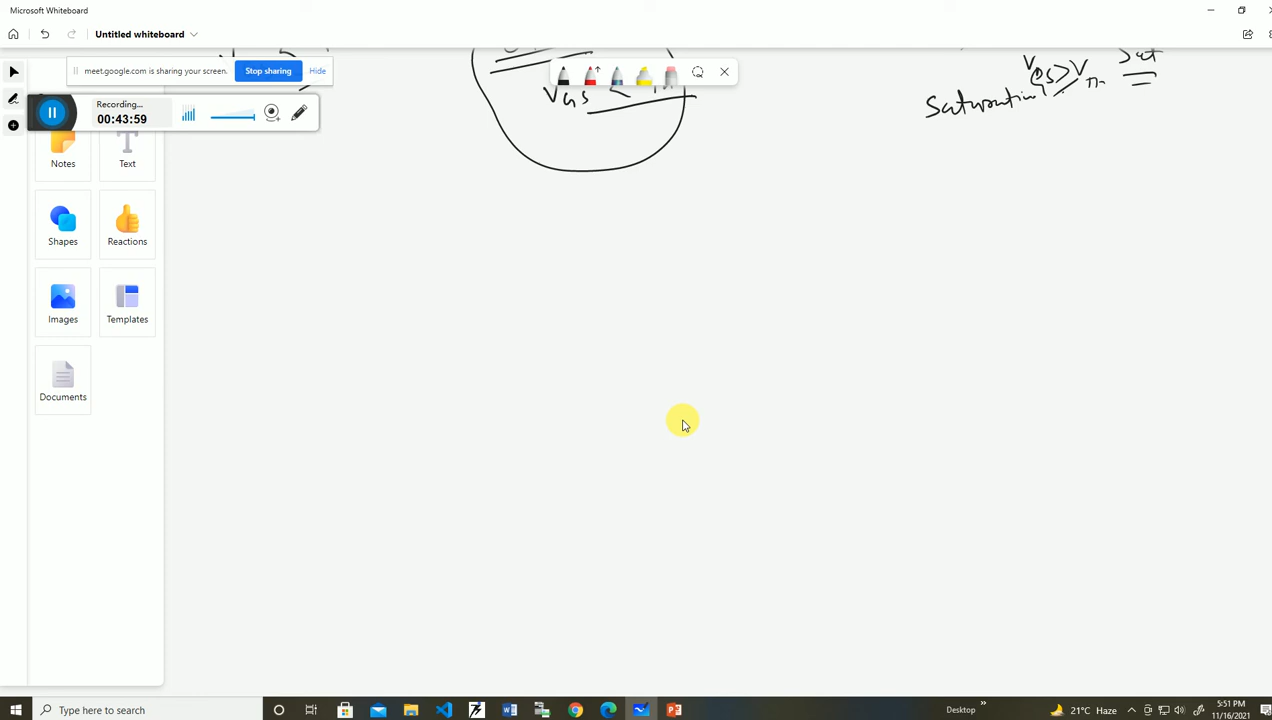 Microsoft Whiteboard
Untitled whiteboard
meet.google.com is sharing your screen.
Stop sharing
Hide
Sat
VGS > VTh
Saturation
VGS <
Recording...
00:43:59
Notes
Text
Shapes
Reactions
Images
Templates
Documents
Type here to search
Desktop
»
21°C Haze
5:51 PM
11/16/2021